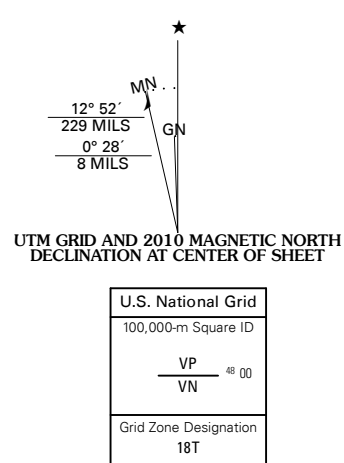 ★
MN
12° 52´
229 MILS
GN
0° 28´
8 MILS
UTM GRID AND 2010 MAGNETIC NORTH
DECLINATION AT CENTER OF SHEET
U.S. National Grid
100,000-m Square ID
VP
48 00
VN
Grid Zone Designation
18T